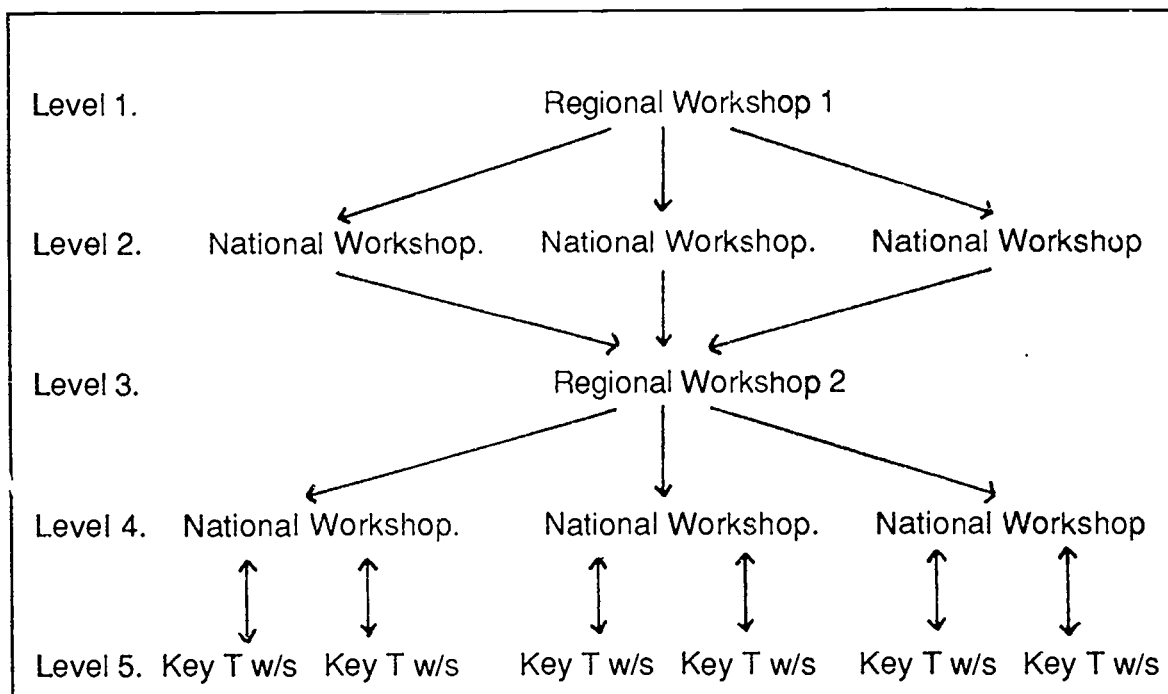 Level 1. Regional Workshop 1
Level 2. National Workshop. National Workshop. National Workshop
Level 3. Regional Workshop 2
Level 4. National Workshop. National Workshop. National Workshop
Level 5. Key T w/s Key T w/s Key T w/s Key T w/s Key T w/s Key T w/s